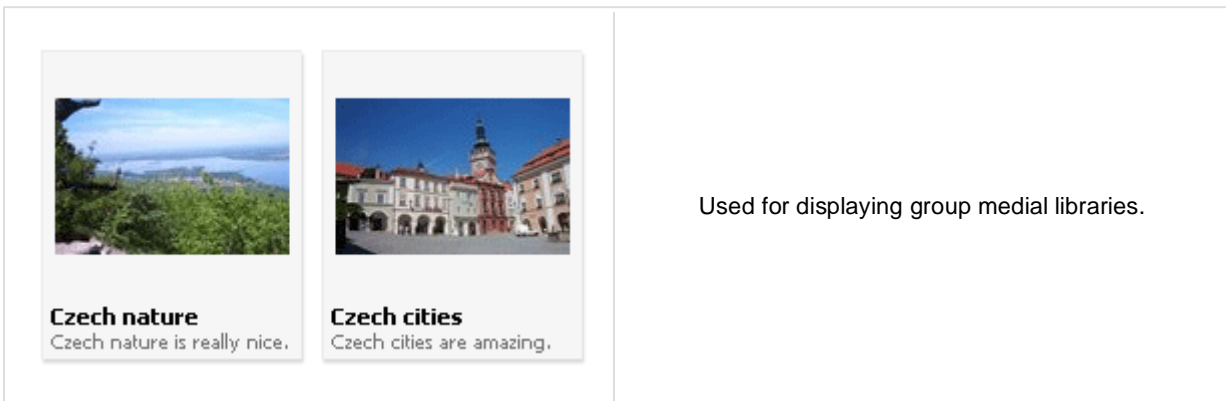 Czech nature
Czech nature is really nice.
Czech cities
Czech cities are amazing.
Used for displaying group medial libraries.